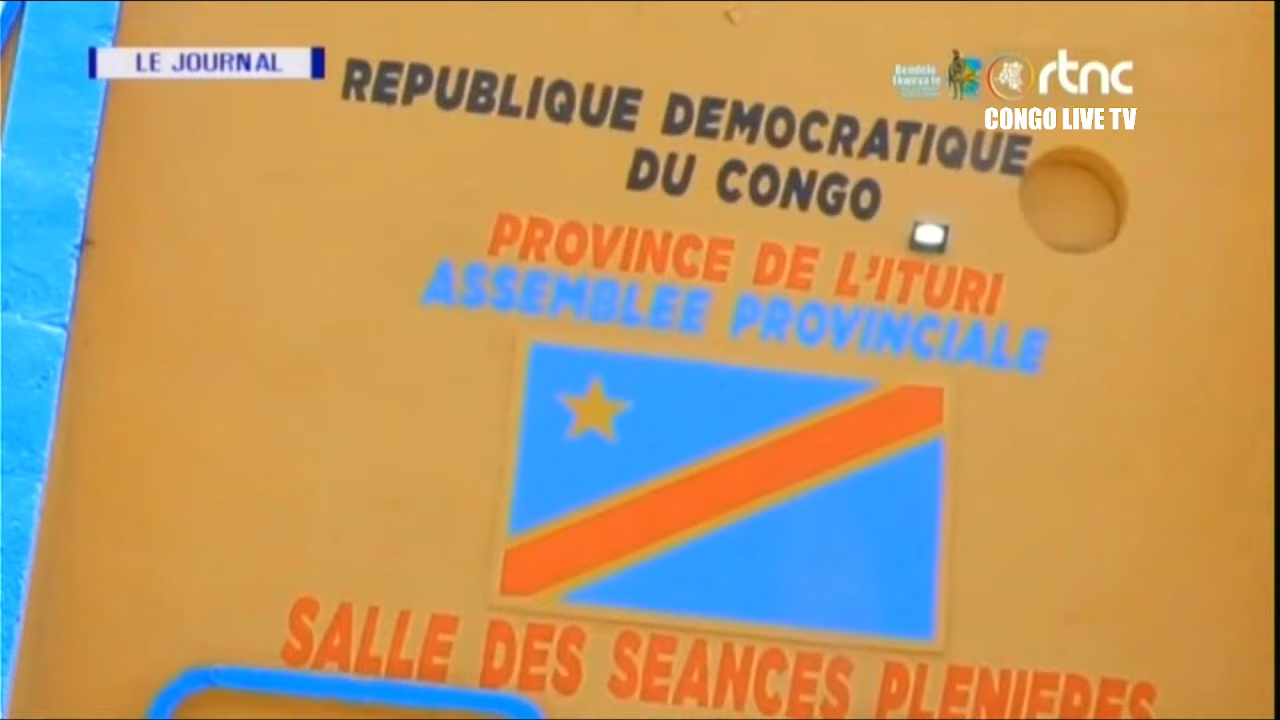 LE JOURNAL
rtnc
CONGO LIVE TV
REPUBLIQUE DEMOCRATIQUE
DU CONGO
PROVINCE DE L'ITURI
ASSEMBLEE PROVINCIALE
SALLE DES SEANCES PLENIERES